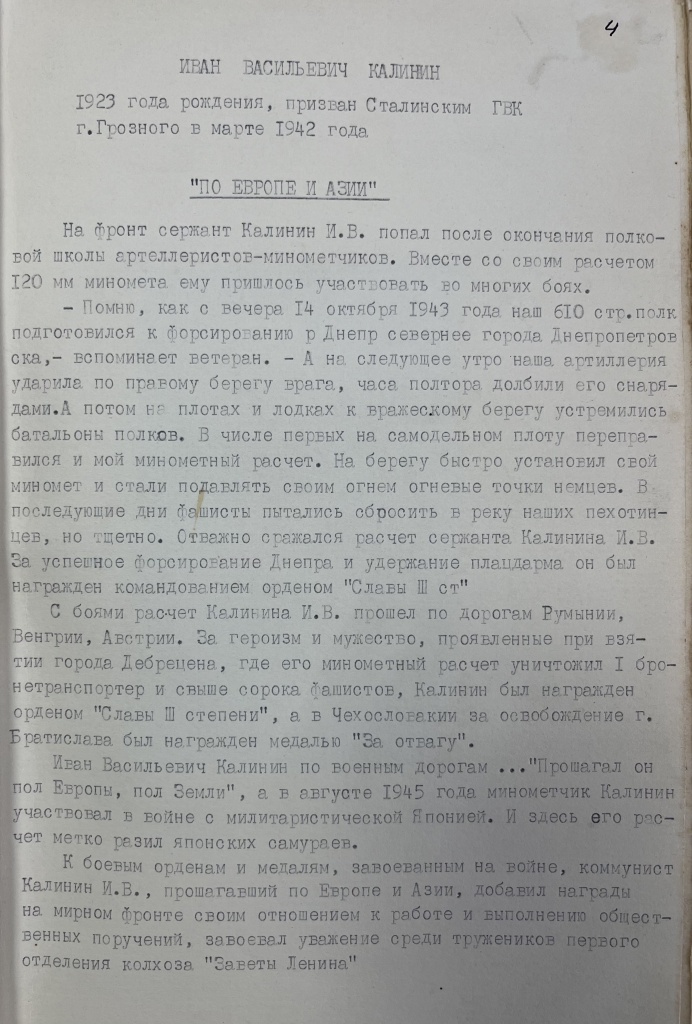 4
ИВАН ВАСИЛЬЕВИЧ КАЛИНИН
1923 года рождения, призван Сталинским ГВК
г.Грозного в марте 1942 года
"ПО ЕВРОПЕ И АЗИИ"
На фронт сержант Калинин И.В. попал после окончания полко-
вой школы артеллеристов-минометчиков. Вместе со своим расчетом
120 мм миномета ему пришлось участвовать во многих боях.
- Помню, как с вечера 14 октября 1943 года наш 610 стр.полк
подготовился к форсированию р Днепр севернее города Днепропетров
ска,- вспоминает ветеран. - А на следующее утро наша артиллерия
ударила по правому берегу врага, часа полтора долбили его снаря-
дами.А потом на плотах и лодках к вражескому берегу устремились
батальоны полков. В числе первых на самодельном плоту перепра-
вился и мой минометный расчет. На берегу быстро установил свой
миномет и стали подавлять своим огнем огневые точки немцев. В
последующие дни фашисты пытались сбросить в реку наших пехотин-
цев, но тщетно. Отважно сражался расчет сержанта Калинина И.В.
За успешное форсирование Днепра и удержание плацдарма он был
награжден командованием орденом "Славы Ш ст"
С боями расчет Калинина И.В. прошел по дорогам Румынии,
Венгрии, Австрии. За героизм и мужество, проявленные при взя-
тии города Дебрецена, где его минометный расчет уничтожил I бро-
нетранспортер и свыше сорока фашистов, Калинин был награжден
орденом "Славы Ш степени", а в Чехословакии за освобождение г.
Братислава был награжден медалью "За отвагу".
Иван Васильевич Калинин по военным дорогам ..."Прошагал он
пол Европы, пол Земли", а в августе 1945 года минометчик Калинин
участвовал в войне с милитаристической Японией. И здесь его рас-
чет метко разил японских самураев.
К боевым орденам и медалям, завоеванным на войне, коммунист
Калинин И.В., прошагавший по Европе и Азии, добавил награды
на мирном фронте своим отношением к работе и выполнению общест-
венных поручений, завоевал уважение среди тружеников первого
отделения колхоза "Заветы Ленина"